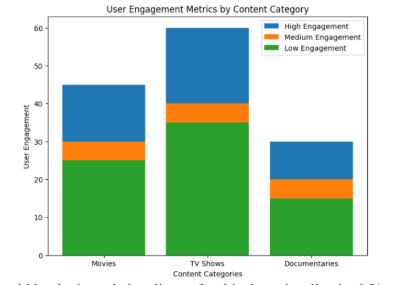 User Engagement Metrics by Content Category
High Engagement
Medium Engagement
Low Engagement
User Engagement
60
50
40
30
20
10
0
Movies
TV Shows
Documentaries
Content Categories